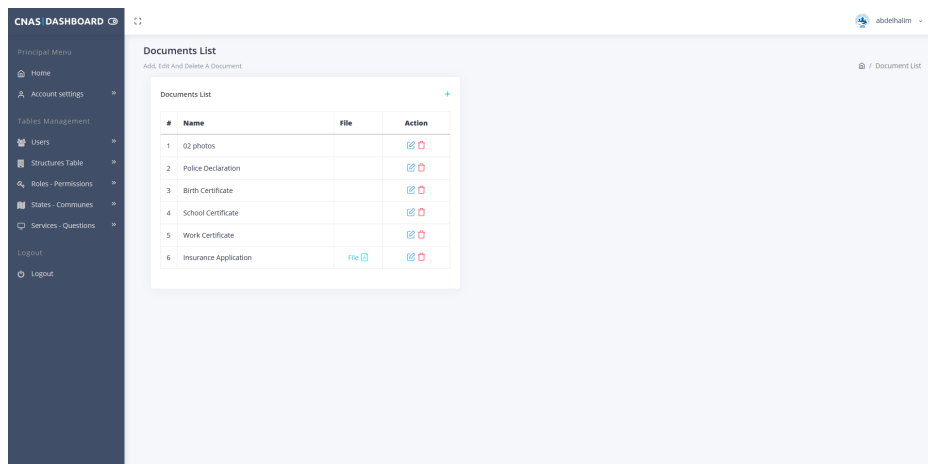 CNAS|DASHBOARD
abdelhalim
Principal Menu
Home
Account settings
Tables Management
Users
Structures Table
Roles - Permissions
States - Communes
Services - Questions
Logout
Logout
Documents List
Add, Edit And Delete A Document
/ Document List
Documents List +
# Name File Action
1 02 photos
2 Police Declaration
3 Birth Certificate
4 School Certificate
5 Work Certificate
6 Insurance Application File